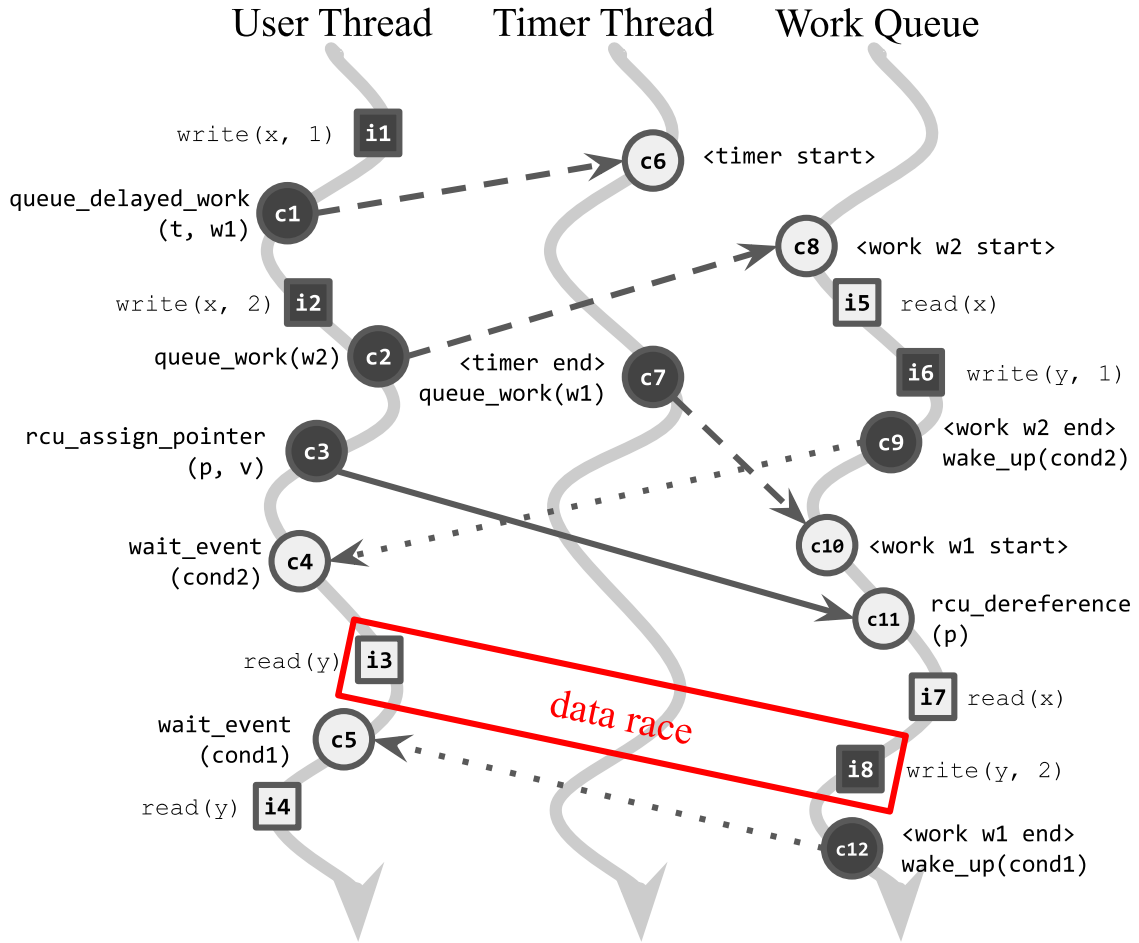 User Thread
Timer Thread
Work Queue
write(x, 1)
i1
c6
<timer start>
queue_delayed_work
(t, w1)
c1
c8
<work w2 start>
write(x, 2)
i2
i5
read(x)
queue_work(w2)
c2
<timer end>
queue_work(w1)
c7
i6
write(y, 1)
rcu_assign_pointer
(p, v)
c3
c9
<work w2 end>
wake_up(cond2)
wait_event
(cond2)
c4
c10
<work w1 start>
c11
rcu_dereference
(p)
read(y)
i3
i7
read(x)
data race
wait_event
(cond1)
c5
i8
write(y, 2)
read(y)
i4
c12
<work w1 end>
wake_up(cond1)